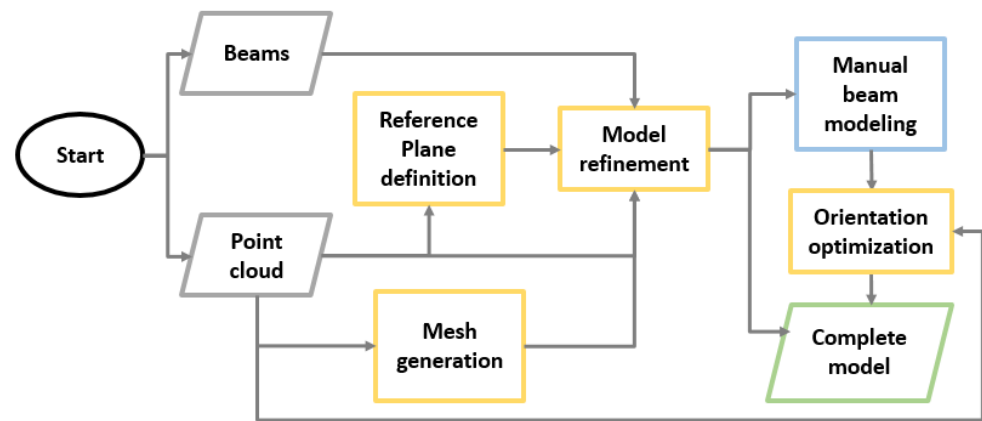 Start
Beams
Point
cloud
Reference
Plane
definition
Mesh
generation
Model
refinement
Manual
beam
modeling
Orientation
optimization
Complete
model